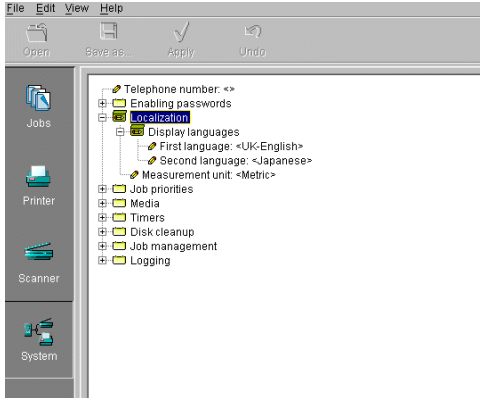 File Edit View Help
Open Save as... Apply Undo
Jobs
Printer
Scanner
System
Telephone number: <>
Enabling passwords
Localization
Display languages
First language: <UK-English>
Second language: <Japanese>
Measurement unit: <Metric>
Job priorities
Media
Timers
Disk cleanup
Job management
Logging